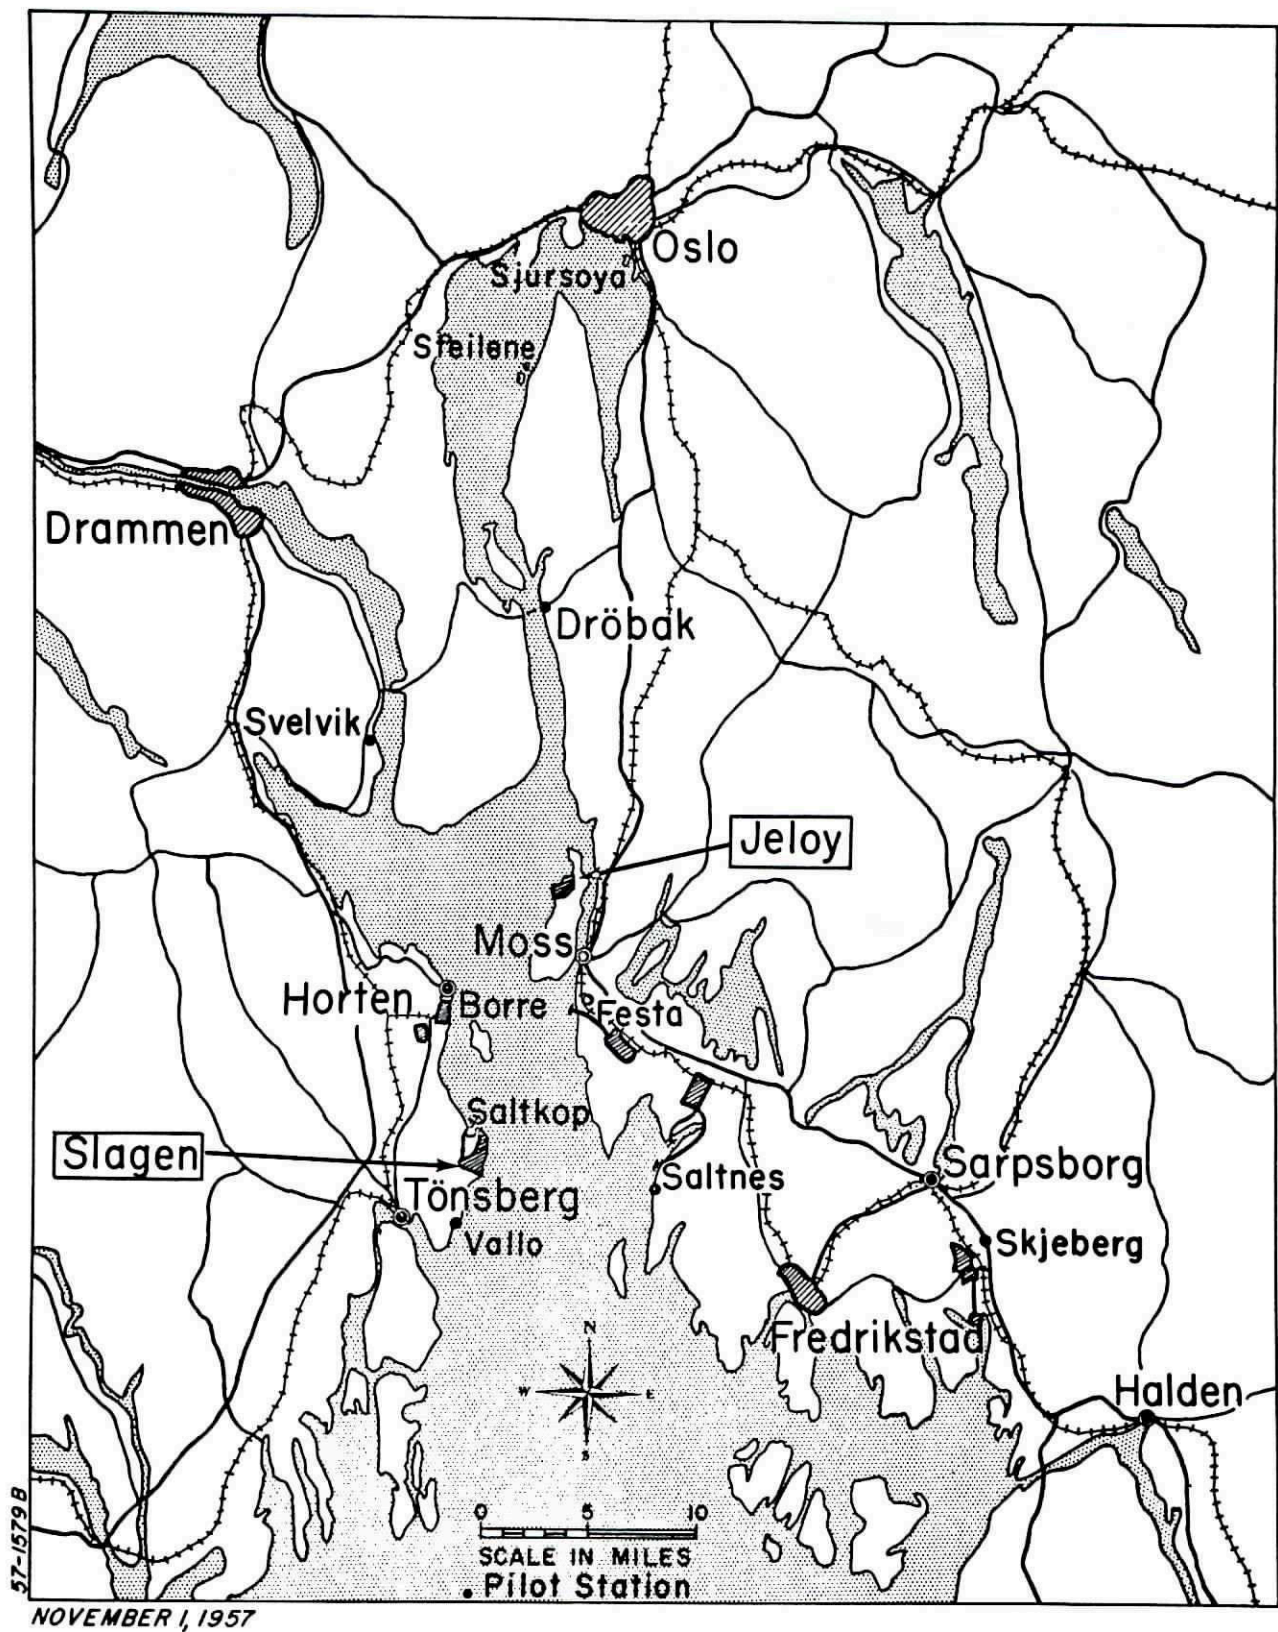 Oslo
Sjursoya
Steilene
Drammen
Dröbak
Svelvik
Jeloy
Moss
Horten
Borre
Festa
Saltkop
Slagen
Saltnes
Sarpsborg
Tönsberg
Vallo
Skjeberg
Fredrikstad
N
W E
S
Halden
0 5 10
SCALE IN MILES
Pilot Station
57-1579 B
NOVEMBER 1, 1957